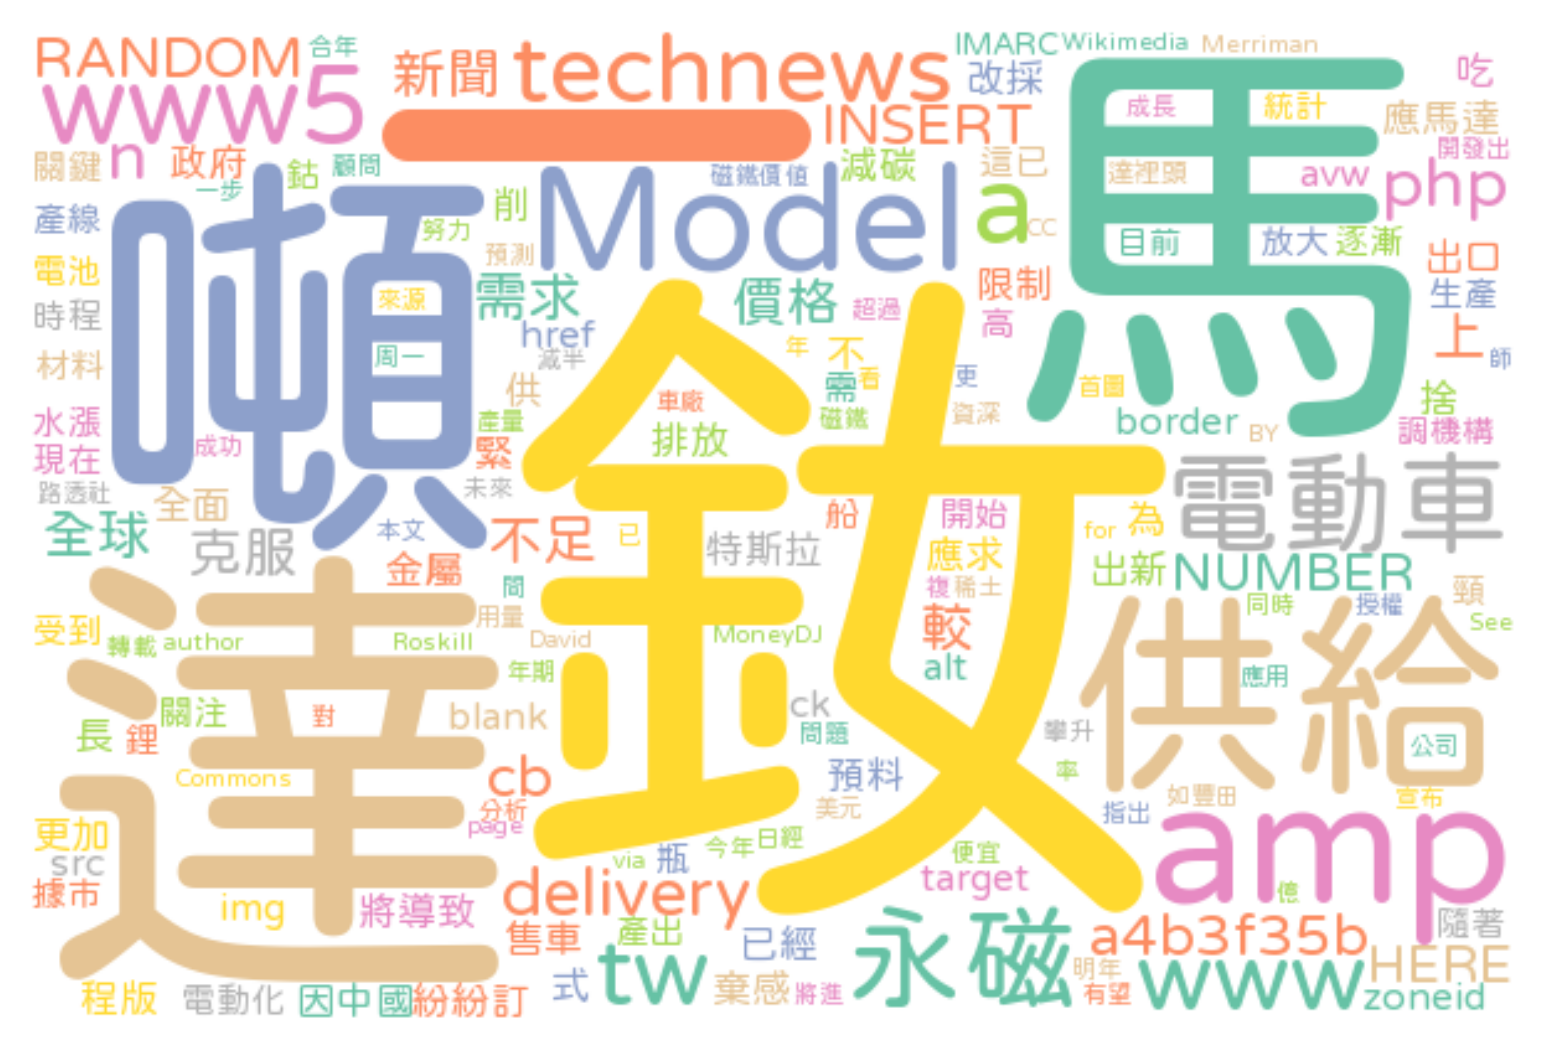 RANDOM
合年
新聞
technews
IMARC
Wikimedia
Merriman
吃
www5
一
INSERT
改採
馬
成長
統計
應馬達
開發出
關鍵
n
政府
鈷
顧問
一步
磁鐵價值
減碳
這已
達裡頭
avw
php
產線
噸
努力
削
Model
a
CC
目前
放大
逐漸
出口
電池
來源
預測
需求
價格
超過
限制
高
生產
時程
周一
href
減半
年
不
上
師
材料
供
車廠
需
看
更
首圖
捨
水漲
成功
產量
緊
排放
磁鐵
資深
border
BY
調機構
現在
路透社
全面
未來
釹
電動車
全球
克服
本文
不足
已
特斯拉
船
開始
for
為
金屬
間
應求
出新
NUMBER
複
稀土
同時
授權
頸
See
受到
轉載
author
Roskill
用量
David
MoneyDJ
較
供給
達
年期
alt
應用
長
鋰
關注
對
blank
ck
問題
攀升
公司
Commons
cb
預料
率
分析
page
美元
指出
如豐田
宣布
更加
src
via
瓶
今年
日經
便宜
amp
據市
img
將導致
delivery
target
億
售車
產出
已經
永磁
a4b3f35b
隨著
程版
電動化
因中國
紛紛訂
式
tw
棄感
將進
明年
有望
www
HERE
zoneid